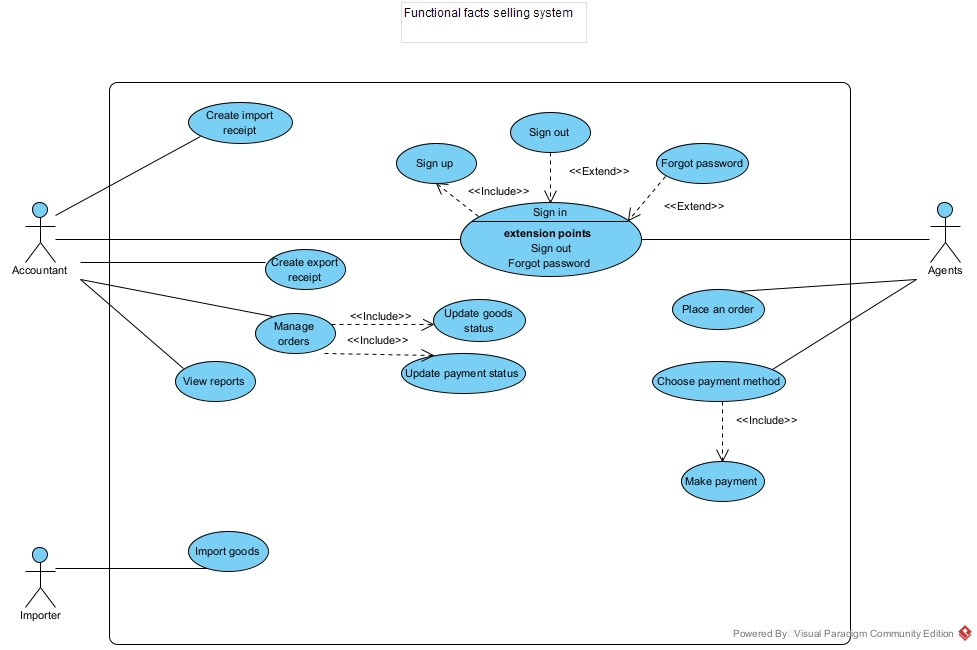 Functional facts selling system
Create import
receipt
Sign out
Sign up
Forgot password
<<Extend>>
<<Include>>
<<Extend>>
Sign in
extension points
Sign out
Forgot password
Accountant
Agents
Create export
receipt
Place an order
Manage
orders
<<Include>>
<<Include>>
Update goods
status
Update payment status
View reports
Choose payment method
<<Include>>
Make payment
Import goods
Importer
Powered By Visual Paradigm Community Edition